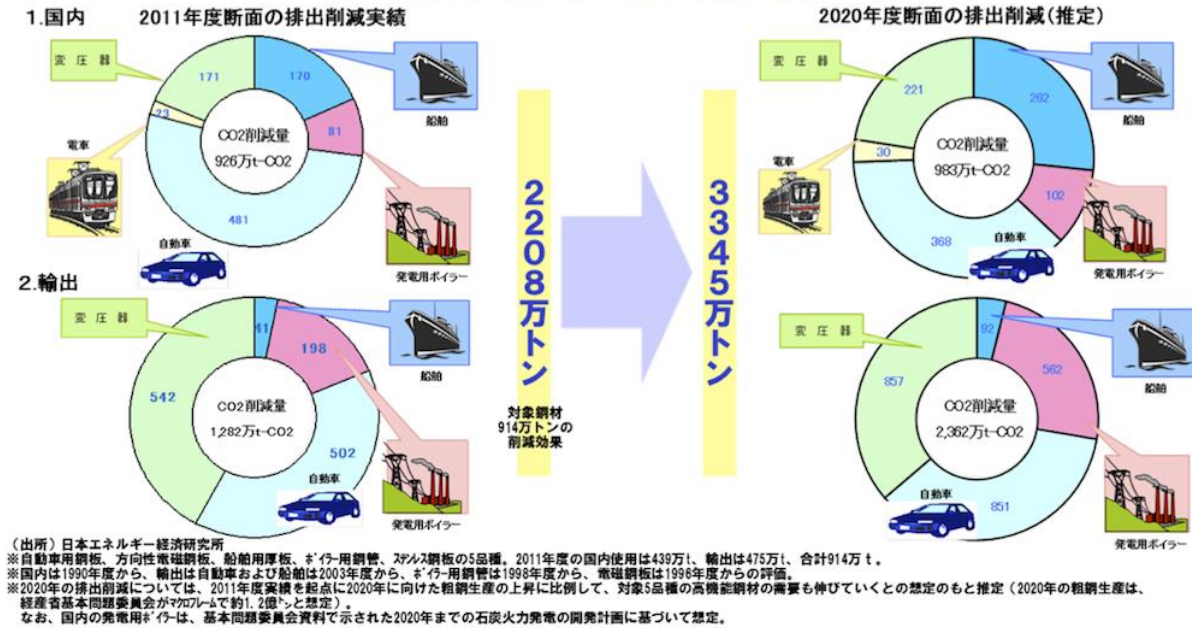 1.国内
2011年度断面の排出削減実績
変圧器
171
170
船舶
23
81
電車
CO2削減量
926万t-CO2
481
自動車
発電用ボイラー
2.輸出
変圧器
41
198
船舶
542
CO2削減量
1,282万t-CO2
502
自動車
発電用ボイラー
2208万トン
対象鋼材
914万トンの
削減効果
3345万トン
2020年度断面の排出削減(推定)
変圧器
221
262
船舶
30
電車
CO2削減量
983万t-CO2
102
368
自動車
発電用ボイラー
変圧器
92
船舶
857
562
CO2削減量
2,362万t-CO2
自動車
851
発電用ボイラー
(出所)日本エネルギー経済研究所
※自動車用鋼板、方向性電磁鋼板、船舶用厚板、ボイラー用鋼管、ステンレス鋼板の5品種。2011年度の国内使用は439万t、輸出は475万t、合計914万t。
※国内は1990年度から、輸出は自動車および船舶は2003年度から、ボイラー用鋼管は1998年度から、電磁鋼板は1996年度からの評価。
※2020年の排出削減については、2011年度実績を起点に2020年に向けた粗鋼生産の上昇に比例して、対象5品種の高機能鋼材の需要も伸びていくとの想定のもと推定(2020年の粗鋼生産は、
経産省基本問題委員会がマクロフレームで約1.2億トンと想定)。
なお、国内の発電用ボイラーは、基本問題委員会資料で示された2020年までの石炭火力発電の開発計画に基づいて想定。